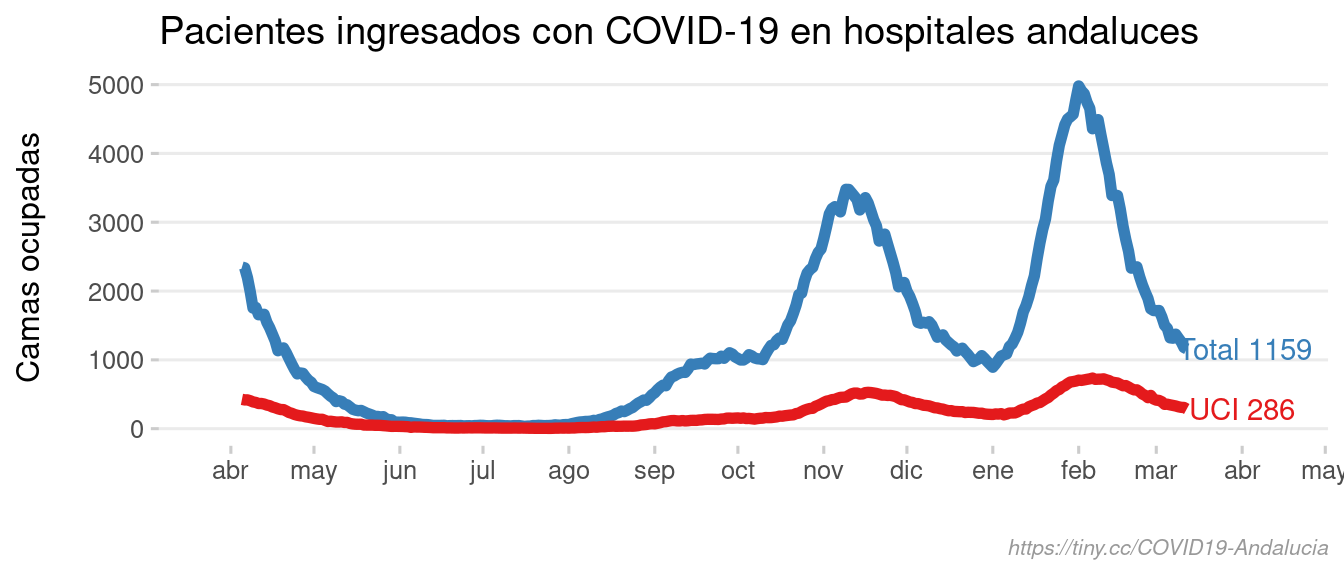 Pacientes ingresados con COVID-19 en hospitales andaluces
Camas ocupadas
5000
4000
3000
2000
1000
0
Total 1159
UCI 286
abr may jun jul ago sep oct nov dic ene feb mar abr may
https://tiny.cc/COVID19-Andalucia